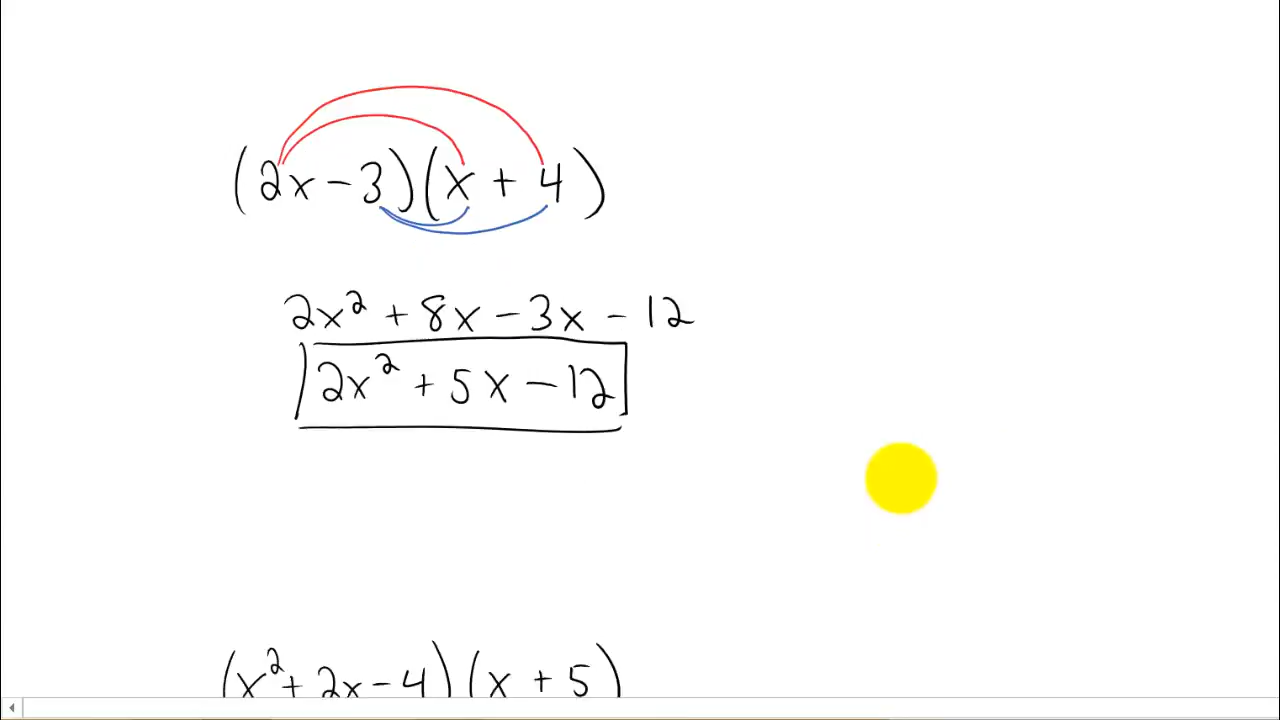 (2x-3)(x + 4)
2x² + 8x - 3x - 12
2x² + 5x - 12
(x² + 2x - 4)(x + 5)